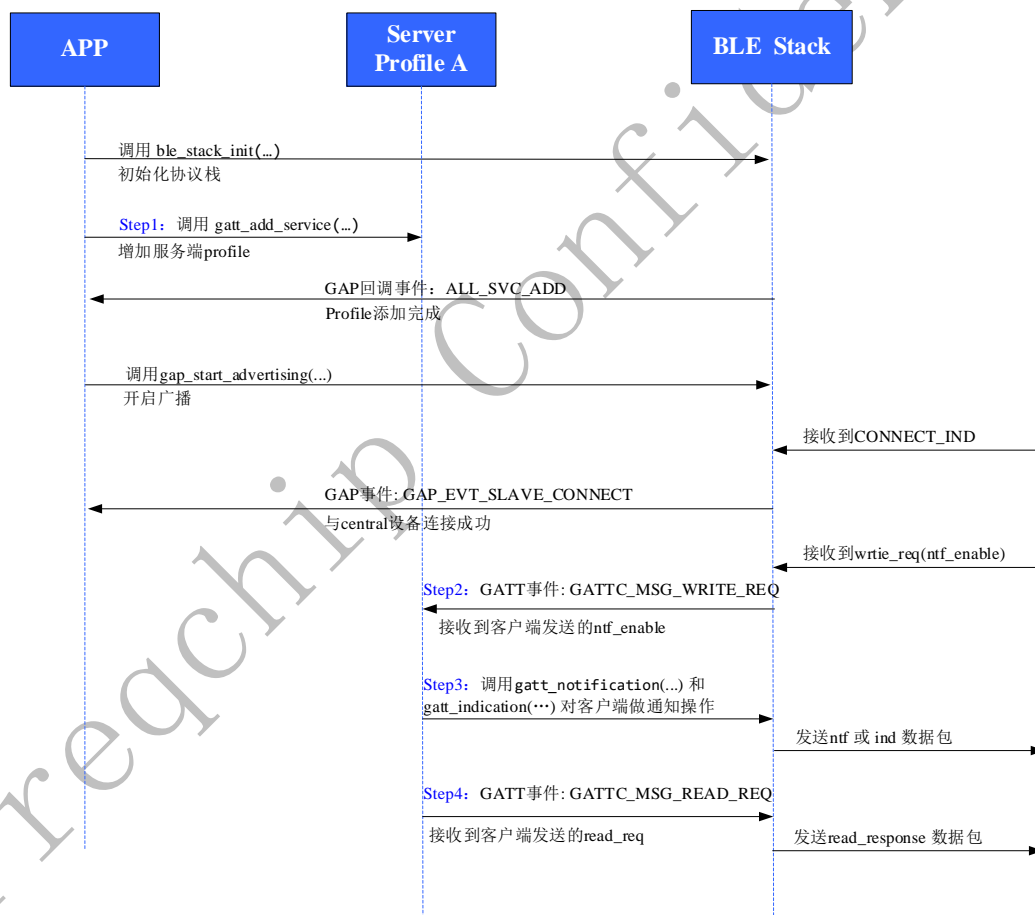 APP
Server
Profile A
BLE Stack
调用 ble_stack_init(…)
初始化协议栈
Step1：调用 gatt_add_service(…)
增加服务端profile
GAP回调事件：ALL_SVC_ADD
Profile添加完成
调用gap_start_advertising(...)
开启广播
接收到CONNECT_IND
GAP事件: GAP_EVT_SLAVE_CONNECT
与central设备连接成功
接收到wrtie_req(ntf_enable)
Step2：GATT事件: GATTC_MSG_WRITE_REQ
接收到客户端发送的ntf_enable
Step3：调用gatt_notification(...) 和
gatt_indication(⋯) 对客户端做通知操作
发送ntf 或 ind 数据包
Step4：GATT事件: GATTC_MSG_READ_REQ
接收到客户端发送的read_req
发送read_response 数据包
reqchip Confide